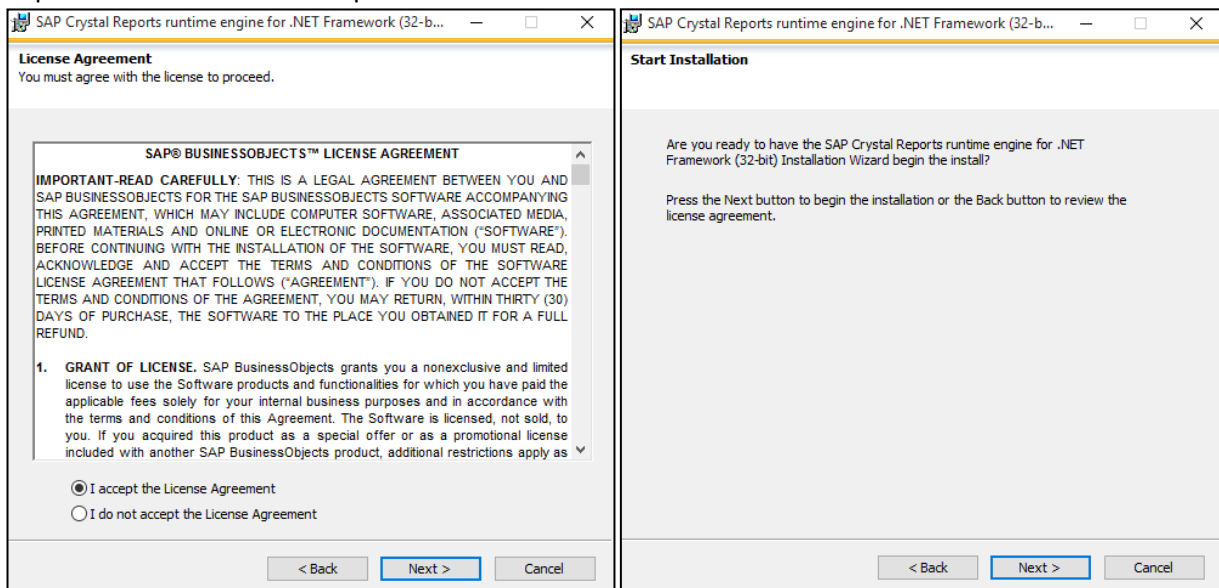 SAP Crystal Reports runtime engine for .NET Framework (32-b...
License Agreement
You must agree with the license to proceed.
SAP® BUSINESSOBJECTS™ LICENSE AGREEMENT
IMPORTANT-READ CAREFULLY: THIS IS A LEGAL AGREEMENT BETWEEN YOU AND
SAP BUSINESSOBJECTS FOR THE SAP BUSINESSOBJECTS SOFTWARE ACCOMPANYING
THIS AGREEMENT, WHICH MAY INCLUDE COMPUTER SOFTWARE, ASSOCIATED MEDIA,
PRINTED MATERIALS AND ONLINE OR ELECTRONIC DOCUMENTATION (“SOFTWARE”).
BEFORE CONTINUING WITH THE INSTALLATION OF THE SOFTWARE, YOU MUST READ,
ACKNOWLEDGE AND ACCEPT THE TERMS AND CONDITIONS OF THE SOFTWARE
LICENSE AGREEMENT THAT FOLLOWS (“AGREEMENT”). IF YOU DO NOT ACCEPT THE
TERMS AND CONDITIONS OF THE AGREEMENT, YOU MAY RETURN, WITHIN THIRTY (30)
DAYS OF PURCHASE, THE SOFTWARE TO THE PLACE YOU OBTAINED IT FOR A FULL
REFUND.
1. GRANT OF LICENSE. SAP BusinessObjects grants you a nonexclusive and limited
license to use the Software products and functionalities for which you have paid the
applicable fees solely for your internal business purposes and in accordance with
the terms and conditions of this Agreement. The Software is licensed, not sold, to
you. If you acquired this product as a special offer or as a promotional license
included with another SAP BusinessObjects product, additional restrictions apply as
I accept the License Agreement
I do not accept the License Agreement
< Back Next > Cancel
SAP Crystal Reports runtime engine for .NET Framework (32-b...
Start Installation
Are you ready to have the SAP Crystal Reports runtime engine for .NET
Framework (32-bit) Installation Wizard begin the install?
Press the Next button to begin the installation or the Back button to review the
license agreement.
< Back Next > Cancel